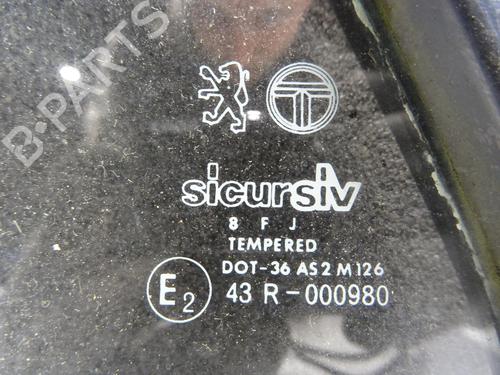 B-PARTS
sicursiv
8 F J
TEMPERED
DOT-36 AS2 M126
E2 43 R-000980